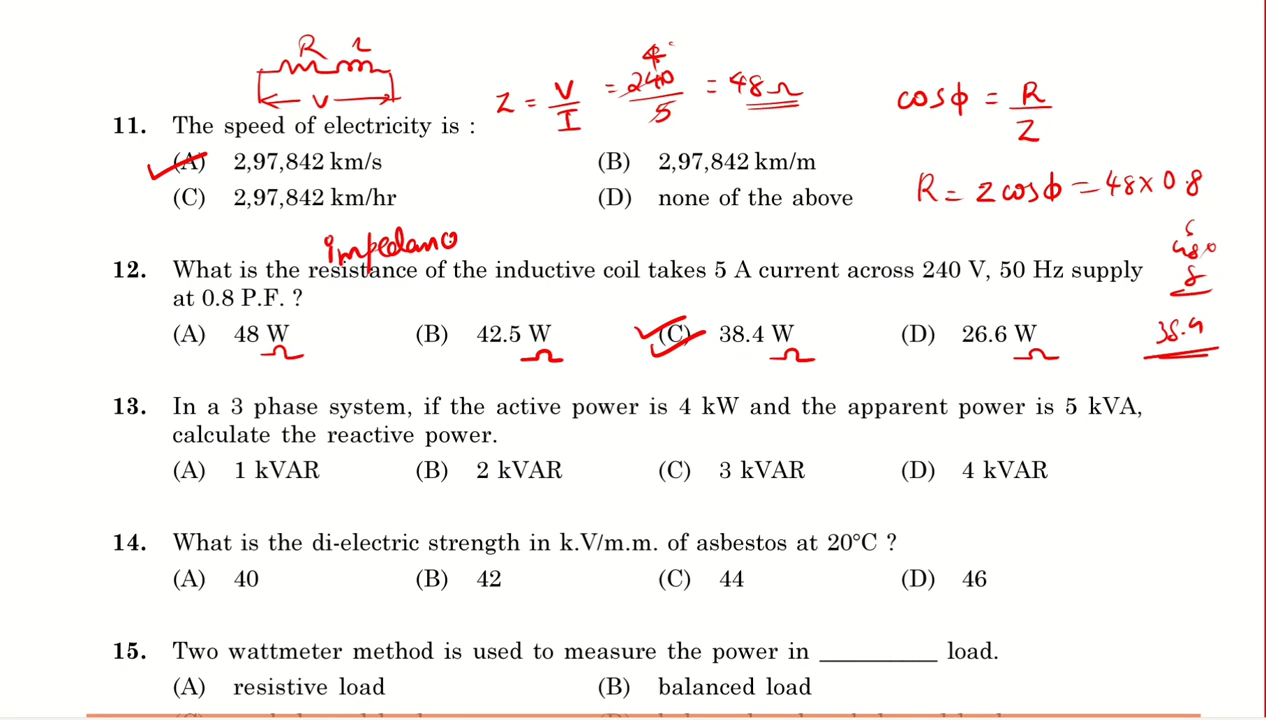 R L
V
Z = V/I = 240/5 = 48Ω
cosφ = R/Z
11. The speed of electricity is :
(A) 2,97,842 km/s (B) 2,97,842 km/m
(C) 2,97,842 km/hr (D) none of the above
R = Z cosφ = 48 x 0.8
impedanc
12. What is the resistance of the inductive coil takes 5 A current across 240 V, 50 Hz supply
at 0.8 P.F. ?
8
(A) 48 W (B) 42.5 W (C) 38.4 W (D) 26.6 W
38.4
Ω Ω Ω Ω
13. In a 3 phase system, if the active power is 4 kW and the apparent power is 5 kVA,
calculate the reactive power.
(A) 1 kVAR (B) 2 kVAR (C) 3 kVAR (D) 4 kVAR
14. What is the di-electric strength in k.V/m.m. of asbestos at 20°C ?
(A) 40 (B) 42 (C) 44 (D) 46
15. Two wattmeter method is used to measure the power in __________ load.
(A) resistive load (B) balanced load